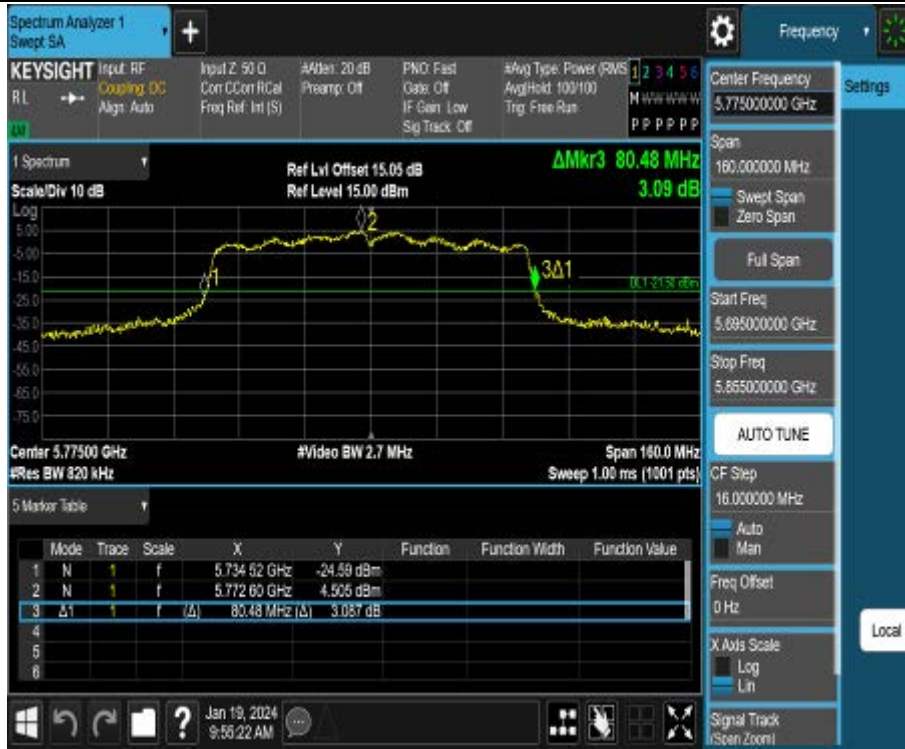 Spectrum Analyzer 1
Swept SA
+
Frequency
KEYSIGHT Input: RF Input Z: 50 Ω #Atten: 20 dB PNO: Fast #Avg Type: Power (RMS 1 2 3 4 5 6
RL Coupling: DC Corr CCorr RCal Preamp: Off Gate: Off Avg|Hold: 100/100 M W W W W W
Align: Auto Freq Ref: Int (S) IF Gain: Low Trig: Free Run
Sig Track: Off P P P P P P
1 Spectrum
Ref Lvl Offset 15.05 dB ΔMkr3 80.48 MHz
Scale/Div 10 dB Ref Level 15.00 dBm 3.09 dB
Log
5.00
-5.00
-15.0
-25.0
-35.0
-45.0
-55.0
-65.0
-75.0
2
1
3Δ1
DL1 -21.50 dBm
Center 5.77500 GHz #Video BW 2.7 MHz Span 160.0 MHz
#Res BW 820 kHz Sweep 1.00 ms (1001 pts)
5 Marker Table
Mode Trace Scale X Y Function Function Width Function Value
1 N 1 f 5.734 52 GHz -24.59 dBm
2 N 1 f 5.772 60 GHz 4.505 dBm
3 Δ1 1 f (Δ) 80.48 MHz (Δ) 3.087 dB
4
5
6
?
Jan 19, 2024
9:55:22 AM
Center Frequency
5.775000000 GHz
Span
160.000000 MHz
Swept Span
Zero Span
Full Span
Start Freq
5.695000000 GHz
Stop Freq
5.855000000 GHz
AUTO TUNE
CF Step
16.000000 MHz
Auto
Man
Freq Offset
0 Hz
X Axis Scale
Log
Lin
Signal Track
(Span Zoom)
Settings
Local